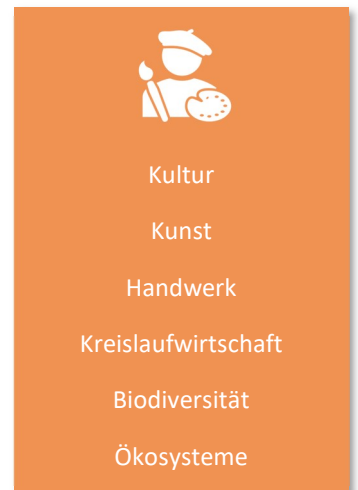 Kultur
Kunst
Handwerk
Kreislaufwirtschaft
Biodiversität
Ökosysteme